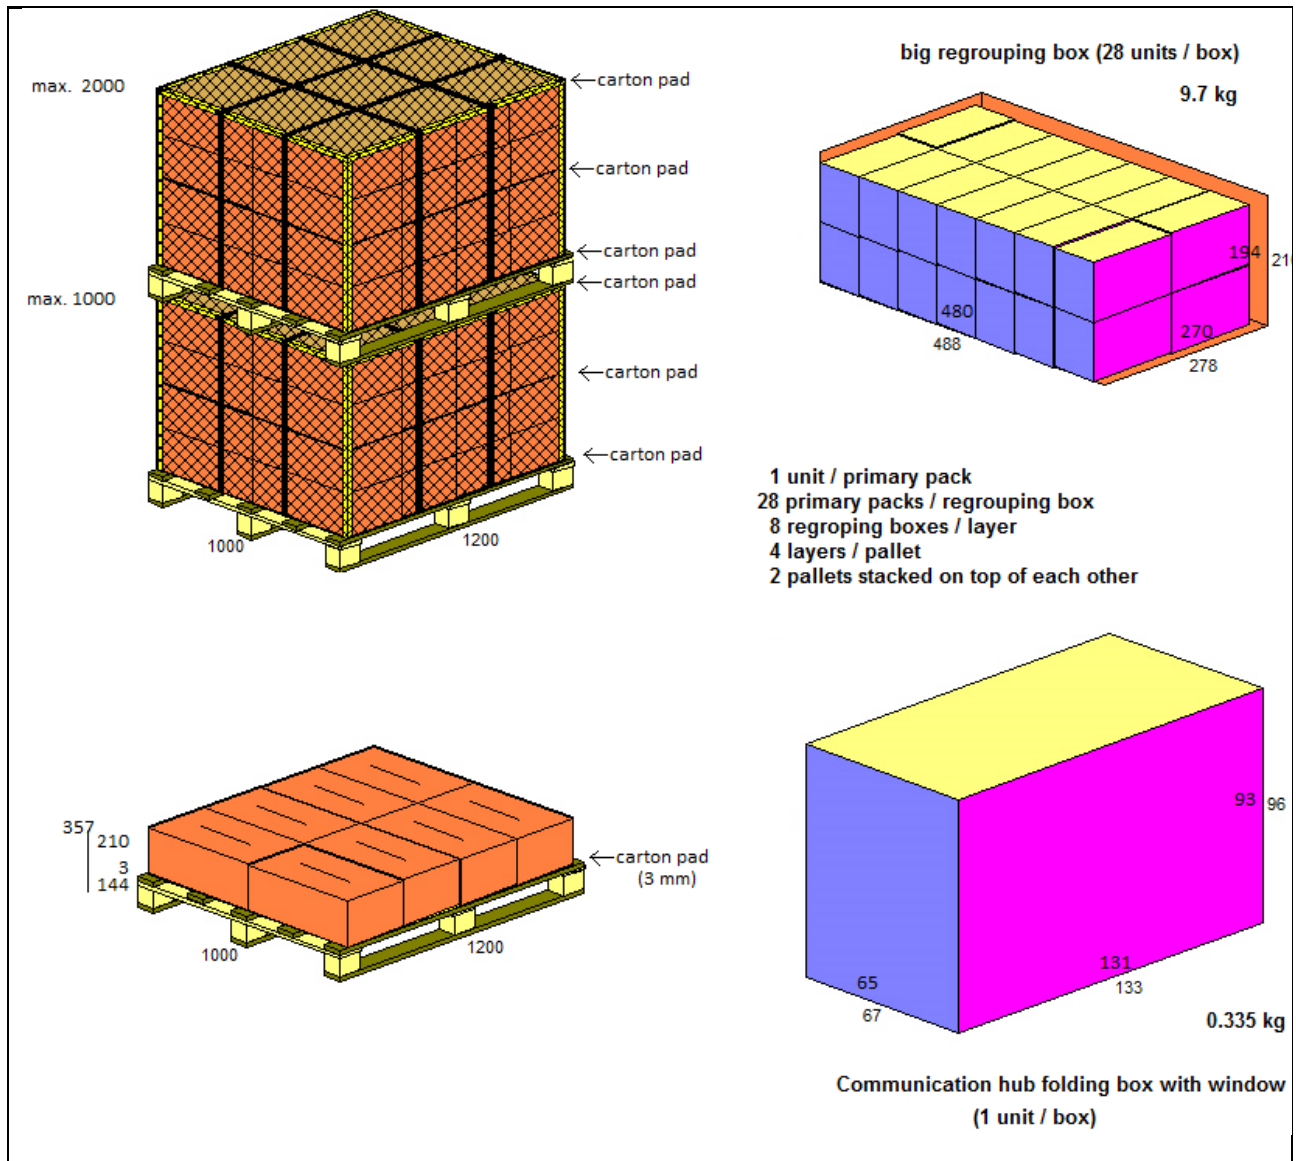 max. 2000
carton pad
carton pad
carton pad
carton pad
max. 1000
carton pad
carton pad
1000
1200
big regrouping box (28 units / box)
9.7 kg
194
210
480
488
270
278
1 unit / primary pack
28 primary packs / regrouping box
8 regroping boxes / layer
4 layers / pallet
2 pallets stacked on top of each other
357
210
3
144
carton pad
(3 mm)
1000
1200
93
96
131
133
65
67
0.335 kg
Communication hub folding box with window
(1 unit / box)